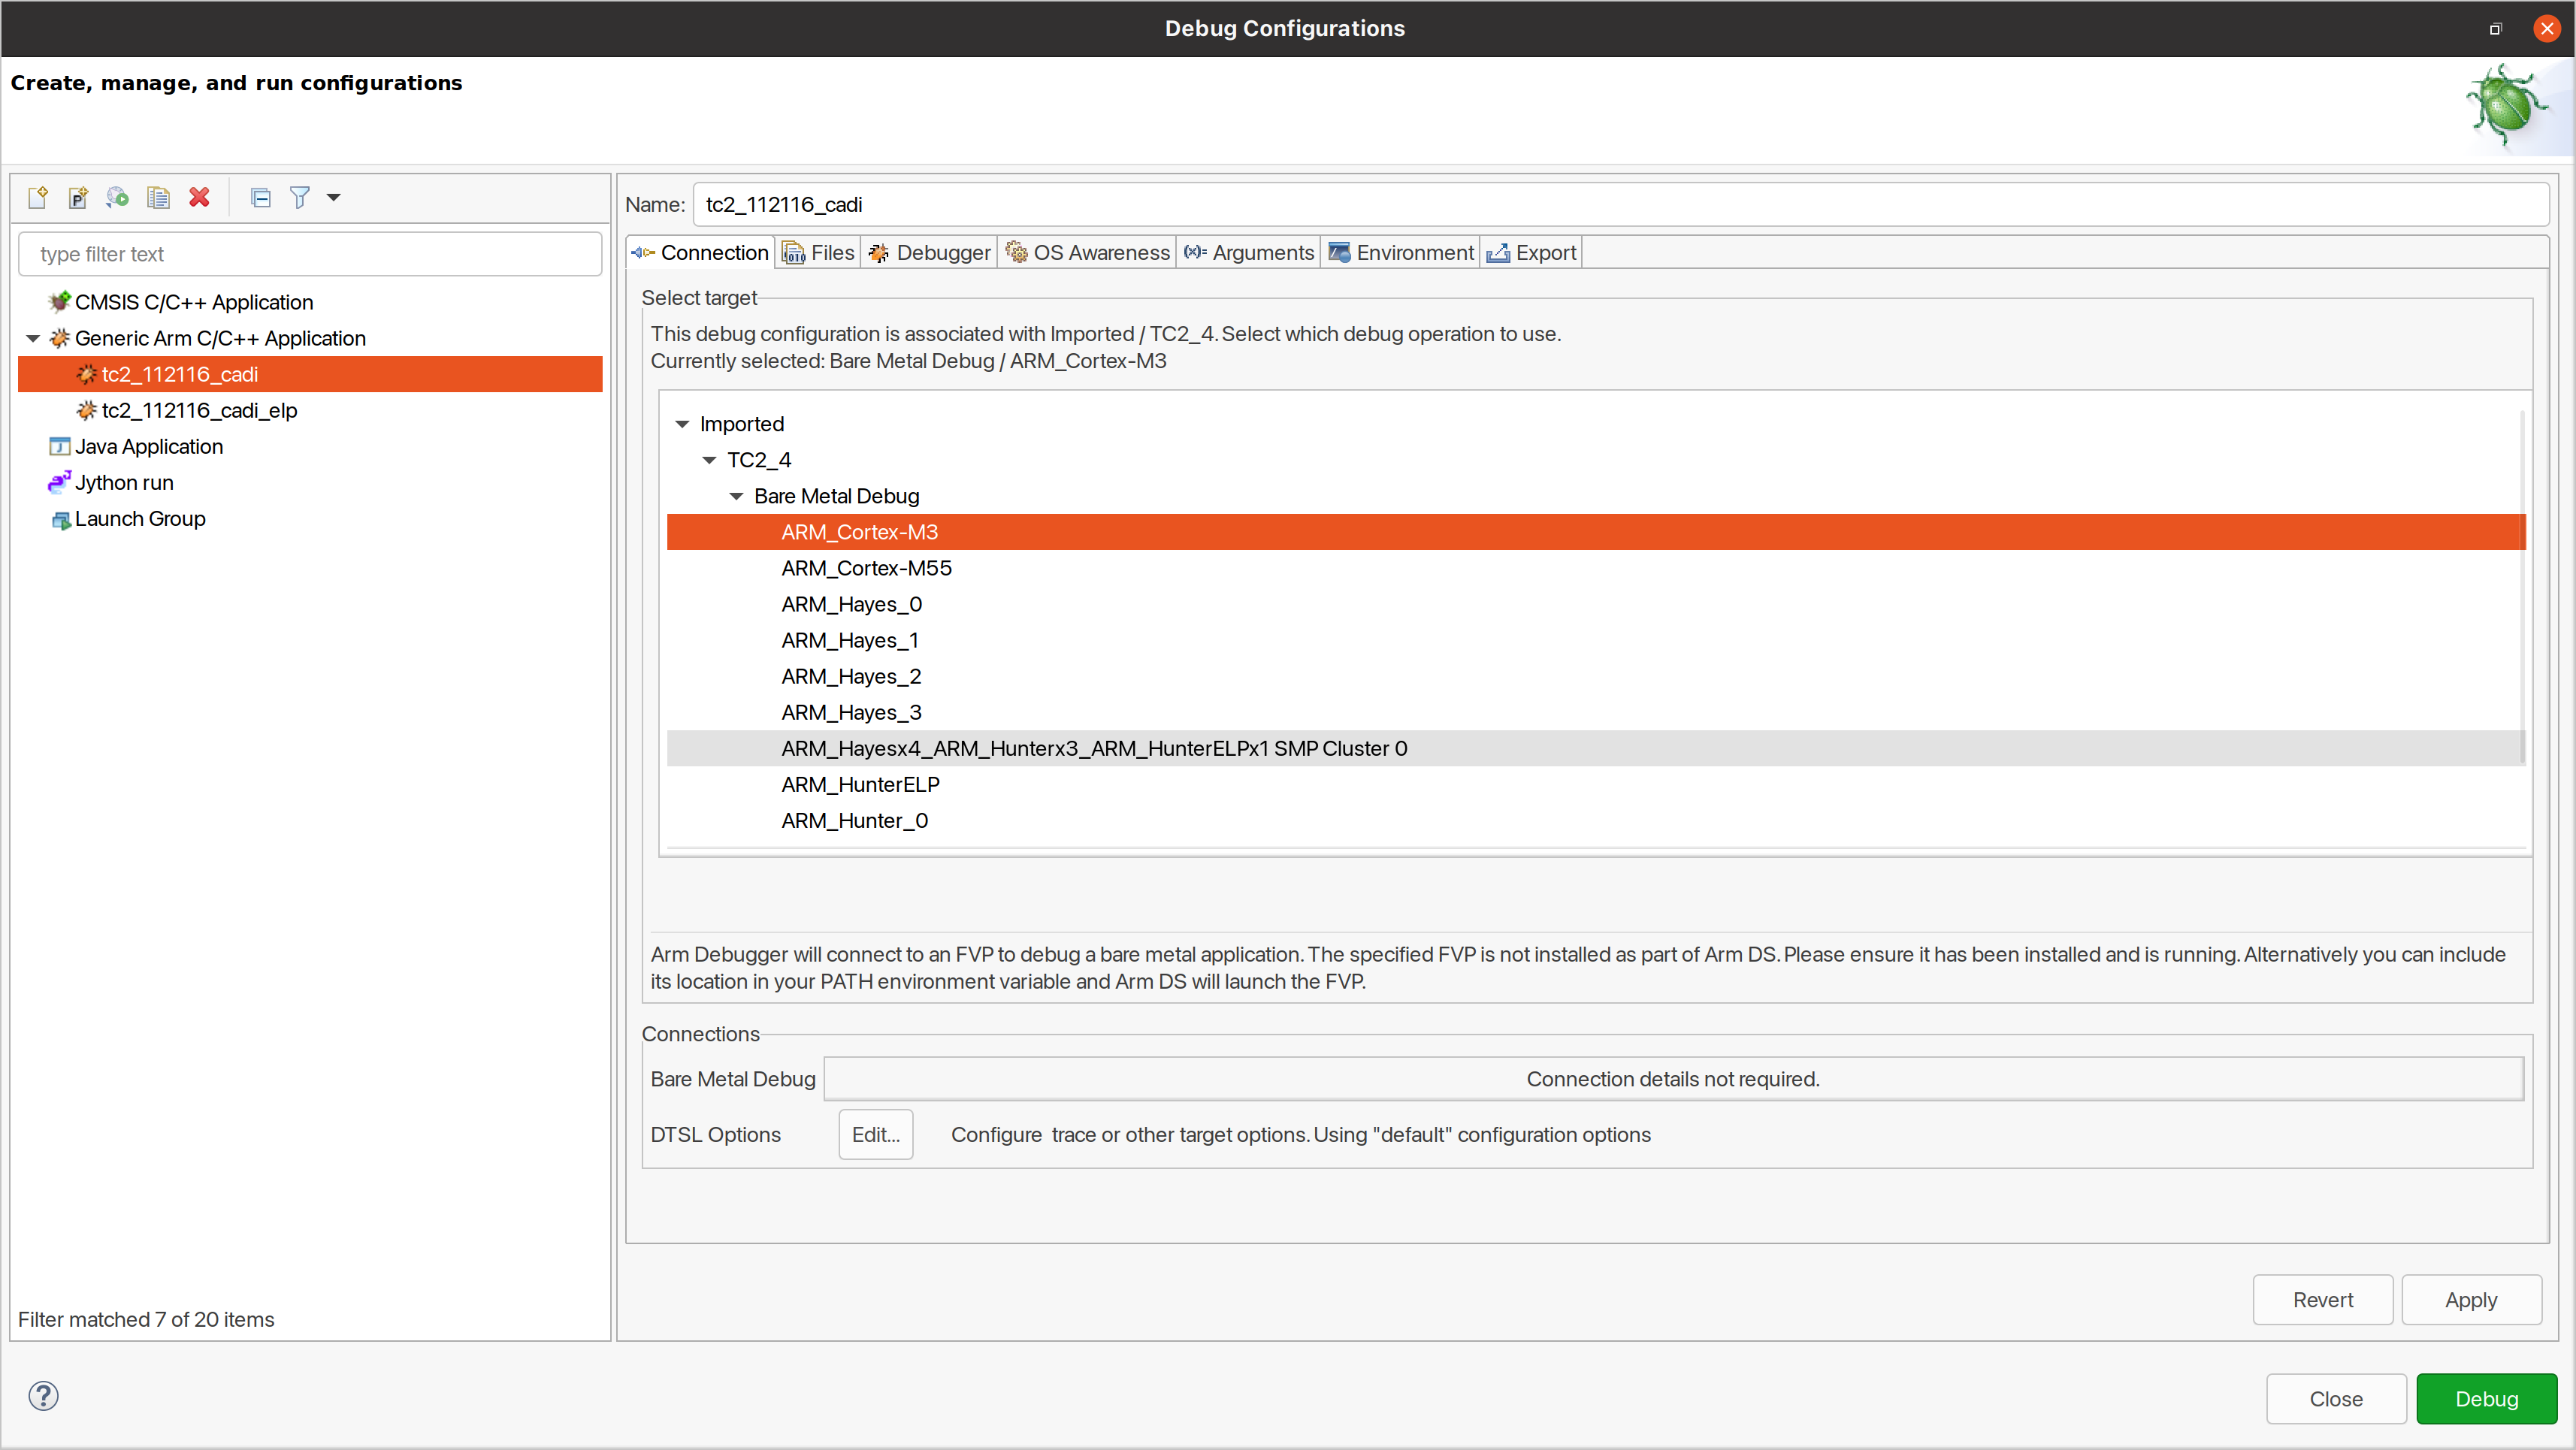 Debug Configurations
Create, manage, and run configurations
type filter text
CMSIS C/C++ Application
Generic Arm C/C++ Application
tc2_112116_cadi
tc2_112116_cadi_elp
Java Application
Jython run
Launch Group
Filter matched 7 of 20 items
Name: tc2_112116_cadi
Connection Files Debugger OS Awareness Arguments Environment Export
Select target
This debug configuration is associated with Imported / TC2_4. Select which debug operation to use.
Currently selected: Bare Metal Debug / ARM_Cortex-M3
Imported
TC2_4
Bare Metal Debug
ARM_Cortex-M3
ARM_Cortex-M55
ARM_Hayes_0
ARM_Hayes_1
ARM_Hayes_2
ARM_Hayes_3
ARM_Hayesx4_ARM_Hunterx3_ARM_HunterELPx1 SMP Cluster 0
ARM_HunterELP
ARM_Hunter_0
Arm Debugger will connect to an FVP to debug a bare metal application. The specified FVP is not installed as part of Arm DS. Please ensure it has been installed and is running. Alternatively you can include
its location in your PATH environment variable and Arm DS will launch the FVP.
Connections
Bare Metal Debug Connection details not required.
DTSL Options Edit... Configure trace or other target options. Using "default" configuration options
Revert Apply
Close Debug